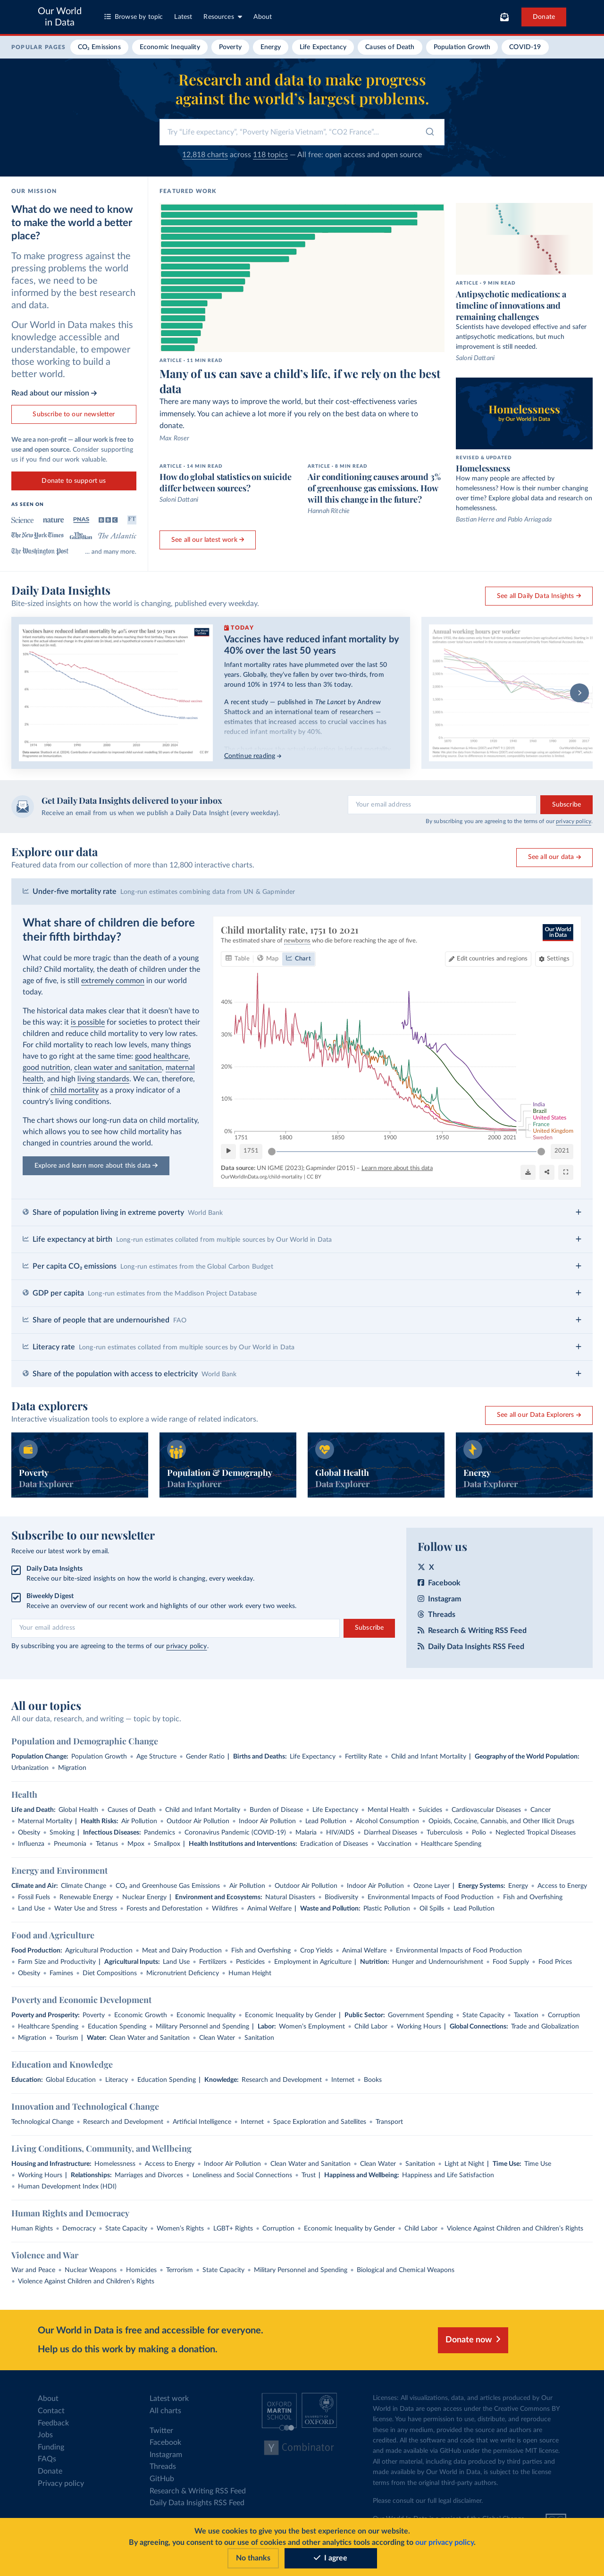 Our World
in Data
Browse by topic
Latest
Resources
About
Donate
POPULAR PAGES
CO₂ Emissions
Economic Inequality
Poverty
Energy
Life Expectancy
Causes of Death
Population Growth
COVID-19
Research and data to make progress
against the world's largest problems.
Try "Life expectancy", "Poverty Nigeria Vietnam", "CO2 France"...
12,818 charts across 118 topics — All free: open access and open source
OUR MISSION
What do we need to know
to make the world a better
place?
To make progress against the
pressing problems the world
faces, we need to be
informed by the best research
and data.
Our World in Data makes this
knowledge accessible and
understandable, to empower
those working to build a
better world.
Read about our mission →
Subscribe to our newsletter
We are a non-profit — all our work is free to
use and open source. Consider supporting
us if you find our work valuable.
Donate to support us
AS SEEN ON
Science
nature
PNAS
BBC
FT
The New York Times
The Guardian
The Atlantic
The Washington Post
... and many more.
FEATURED WORK
ARTICLE • 11 MIN READ
Many of us can save a child's life, if we rely on the best
data
There are many ways to improve the world, but their cost-effectiveness varies
immensely. You can achieve a lot more if you rely on the best data on where to
donate.
Max Roser
ARTICLE • 14 MIN READ
How do global statistics on suicide
differ between sources?
Saloni Dattani
ARTICLE • 8 MIN READ
Air conditioning causes around 3%
of greenhouse gas emissions. How
will this change in the future?
Hannah Ritchie
See all our latest work →
ARTICLE • 9 MIN READ
Antipsychotic medications: a
timeline of innovations and
remaining challenges
Scientists have developed effective and safer
antipsychotic medications, but much
improvement is still needed.
Saloni Dattani
Homelessness
by Our World in Data
REVISED & UPDATED
Homelessness
How many people are affected by
homelessness? How is their number changing
over time? Explore global data and research on
homelessness.
Bastian Herre and Pablo Arriagada
Daily Data Insights
Bite-sized insights on how the world is changing, published every weekday.
See all Daily Data Insights →
Vaccines have reduced infant mortality by 40% over the last 50 years
TODAY
Vaccines have reduced infant mortality by
40% over the last 50 years
Infant mortality rates have plummeted over the last 50
years. Globally, they've fallen by over two-thirds, from
around 10% in 1974 to less than 3% today.
A recent study — published in The Lancet by Andrew
Shattock and an international team of researchers —
estimates that increased access to crucial vaccines has
reduced infant mortality by 40%.
Continue reading →
Annual working hours per worker
Get Daily Data Insights delivered to your inbox
Receive an email from us when we publish a Daily Data Insight (every weekday).
Your email address
Subscribe
By subscribing you are agreeing to the terms of our privacy policy.
Explore our data
Featured data from our collection of more than 12,800 interactive charts.
See all our data →
Under-five mortality rate Long-run estimates combining data from UN & Gapminder
What share of children die before
their fifth birthday?
What could be more tragic than the death of a young
child? Child mortality, the death of children under the
age of five, is still extremely common in our world
today.
The historical data makes clear that it doesn't have to
be this way: it is possible for societies to protect their
children and reduce child mortality to very low rates.
For child mortality to reach low levels, many things
have to go right at the same time: good healthcare,
good nutrition, clean water and sanitation, maternal
health, and high living standards. We can, therefore,
think of child mortality as a proxy indicator of a
country's living conditions.
The chart shows our long-run data on child mortality,
which allows you to see how child mortality has
changed in countries around the world.
Explore and learn more about this data →
Child mortality rate, 1751 to 2021
The estimated share of newborns who die before reaching the age of five.
Our World
in Data
Table
Map
Chart
Edit countries and regions
Settings
40%
30%
20%
10%
0%
1751
1800
1850
1900
1950
2000
2021
India
Brazil
United States
France
United Kingdom
Sweden
1751
2021
Data source: UN IGME (2023); Gapminder (2015) – Learn more about this data
OurWorldInData.org/child-mortality | CC BY
Share of population living in extreme poverty World Bank
Life expectancy at birth Long-run estimates collated from multiple sources by Our World in Data
Per capita CO₂ emissions Long-run estimates from the Global Carbon Budget
GDP per capita Long-run estimates from the Maddison Project Database
Share of people that are undernourished FAO
Literacy rate Long-run estimates collated from multiple sources by Our World in Data
Share of the population with access to electricity World Bank
Data explorers
Interactive visualization tools to explore a wide range of related indicators.
See all our Data Explorers →
Poverty
Data Explorer
Population & Demography
Data Explorer
Global Health
Data Explorer
Energy
Data Explorer
Subscribe to our newsletter
Receive our latest work by email.
Daily Data Insights
Receive our bite-sized insights on how the world is changing, every weekday.
Biweekly Digest
Receive an overview of our recent work and highlights of our other work every two weeks.
Your email address
Subscribe
By subscribing you are agreeing to the terms of our privacy policy.
Follow us
X
Facebook
Instagram
Threads
Research & Writing RSS Feed
Daily Data Insights RSS Feed
All our topics
All our data, research, and writing — topic by topic.
Population and Demographic Change
Population Change: Population Growth • Age Structure • Gender Ratio | Births and Deaths: Life Expectancy • Fertility Rate • Child and Infant Mortality | Geography of the World Population:
Urbanization • Migration
Health
Life and Death: Global Health • Causes of Death • Child and Infant Mortality • Burden of Disease • Life Expectancy • Mental Health • Suicides • Cardiovascular Diseases • Cancer
• Maternal Mortality | Health Risks: Air Pollution • Outdoor Air Pollution • Indoor Air Pollution • Lead Pollution • Alcohol Consumption • Opioids, Cocaine, Cannabis, and Other Illicit Drugs
• Obesity • Smoking | Infectious Diseases: Pandemics • Coronavirus Pandemic (COVID-19) • Malaria • HIV/AIDS • Diarrheal Diseases • Tuberculosis • Polio • Neglected Tropical Diseases
• Influenza • Pneumonia • Tetanus • Mpox • Smallpox | Health Institutions and Interventions: Eradication of Diseases • Vaccination • Healthcare Spending
Energy and Environment
Climate and Air: Climate Change • CO₂ and Greenhouse Gas Emissions • Air Pollution • Outdoor Air Pollution • Indoor Air Pollution • Ozone Layer | Energy Systems: Energy • Access to Energy
• Fossil Fuels • Renewable Energy • Nuclear Energy | Environment and Ecosystems: Natural Disasters • Biodiversity • Environmental Impacts of Food Production • Fish and Overfishing
• Land Use • Water Use and Stress • Forests and Deforestation • Wildfires • Animal Welfare | Waste and Pollution: Plastic Pollution • Oil Spills • Lead Pollution
Food and Agriculture
Food Production: Agricultural Production • Meat and Dairy Production • Fish and Overfishing • Crop Yields • Animal Welfare • Environmental Impacts of Food Production
• Farm Size and Productivity | Agricultural Inputs: Land Use • Fertilizers • Pesticides • Employment in Agriculture | Nutrition: Hunger and Undernourishment • Food Supply • Food Prices
• Obesity • Famines • Diet Compositions • Micronutrient Deficiency • Human Height
Poverty and Economic Development
Poverty and Prosperity: Poverty • Economic Growth • Economic Inequality • Economic Inequality by Gender | Public Sector: Government Spending • State Capacity • Taxation • Corruption
• Healthcare Spending • Education Spending • Military Personnel and Spending | Labor: Women's Employment • Child Labor • Working Hours | Global Connections: Trade and Globalization
• Migration • Tourism | Water: Clean Water and Sanitation • Clean Water • Sanitation
Education and Knowledge
Education: Global Education • Literacy • Education Spending | Knowledge: Research and Development • Internet • Books
Innovation and Technological Change
Technological Change • Research and Development • Artificial Intelligence • Internet • Space Exploration and Satellites • Transport
Living Conditions, Community, and Wellbeing
Housing and Infrastructure: Homelessness • Access to Energy • Indoor Air Pollution • Clean Water and Sanitation • Clean Water • Sanitation • Light at Night | Time Use: Time Use
• Working Hours | Relationships: Marriages and Divorces • Loneliness and Social Connections • Trust | Happiness and Wellbeing: Happiness and Life Satisfaction
• Human Development Index (HDI)
Human Rights and Democracy
Human Rights • Democracy • State Capacity • Women's Rights • LGBT+ Rights • Corruption • Economic Inequality by Gender • Child Labor • Violence Against Children and Children's Rights
Violence and War
War and Peace • Nuclear Weapons • Homicides • Terrorism • State Capacity • Military Personnel and Spending • Biological and Chemical Weapons
• Violence Against Children and Children's Rights
Our World in Data is free and accessible for everyone.
Help us do this work by making a donation.
Donate now
About
Contact
Feedback
Jobs
Funding
FAQs
Donate
Privacy policy
Latest work
All charts
Twitter
Facebook
Instagram
Threads
GitHub
Research & Writing RSS Feed
Daily Data Insights RSS Feed
OXFORD
MARTIN
SCHOOL
UNIVERSITY OF
OXFORD
Y Combinator
Licenses: All visualizations, data, and articles produced by Our
World in Data are open access under the Creative Commons BY
license. You have permission to use, distribute, and reproduce
these in any medium, provided the source and authors are
credited. All the software and code that we write is open source
and made available via GitHub under the permissive MIT license.
All other material, including data produced by third parties and
made available by Our World in Data, is subject to the license
terms from the original third-party authors.
Please consult our full legal disclaimer.
We use cookies to give you the best experience on our website.
By agreeing, you consent to our use of cookies and other analytics tools according to our privacy policy.
No thanks
I agree